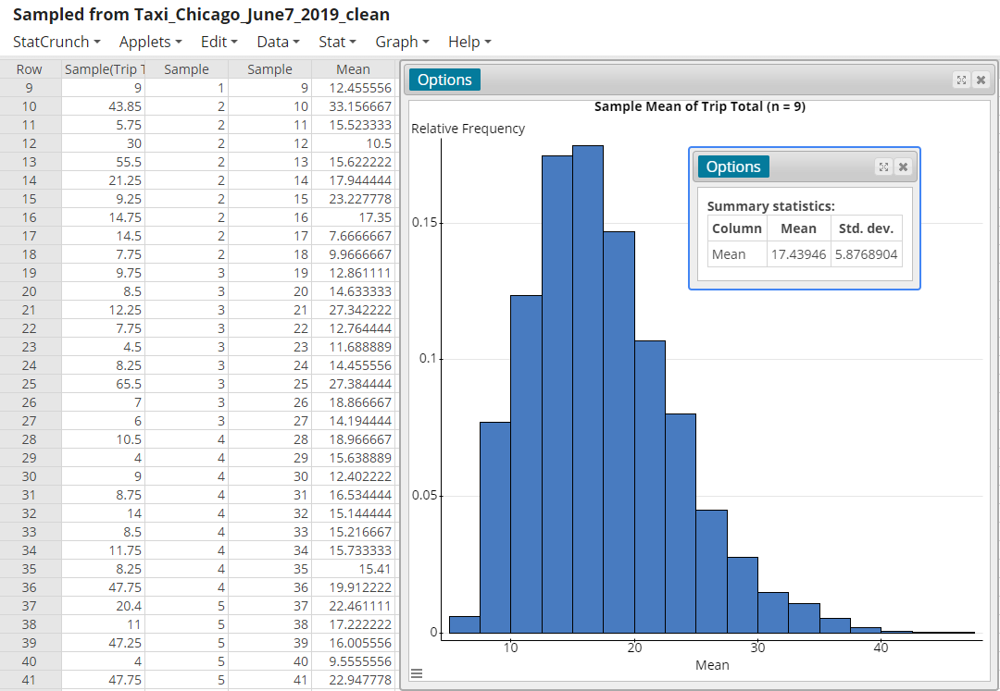 Sampled from Taxi_Chicago_June7_2019_clean
StatCrunch Applets Edit Data Stat Graph Help
Row Sample(Trip T Sample Sample Mean
9 9 1 9 12.455556
10 43.85 2 10 33.156667
11 5.75 2 11 15.523333
12 30 2 12 10.5
13 55.5 2 13 15.622222
14 21.25 2 14 17.944444
15 9.25 2 15 23.227778
16 14.75 2 16 17.35
17 14.5 2 17 7.6666667
18 7.75 2 18 9.9666667
19 9.75 3 19 12.861111
20 8.5 3 20 14.633333
21 12.25 3 21 27.342222
22 7.75 3 22 12.764444
23 4.5 3 23 11.688889
24 8.25 3 24 14.455556
25 65.5 3 25 27.384444
26 7 3 26 18.866667
27 6 3 27 14.194444
28 10.5 4 28 18.966667
29 4 4 29 15.638889
30 9 4 30 12.402222
31 8.75 4 31 16.534444
32 14 4 32 15.144444
33 8.5 4 33 15.216667
34 11.75 4 34 15.733333
35 8.25 4 35 15.41
36 47.75 4 36 19.912222
37 20.4 5 37 22.461111
38 11 5 38 17.222222
39 47.25 5 39 16.005556
40 4 5 40 9.5555556
41 47.75 5 41 22.947778
Options
Sample Mean of Trip Total (n = 9)
Relative Frequency
0.15
0.1
0.05
0
10 20 30 40
Mean
Options
Summary statistics:
Column Mean Std. dev.
Mean 17.43946 5.8768904